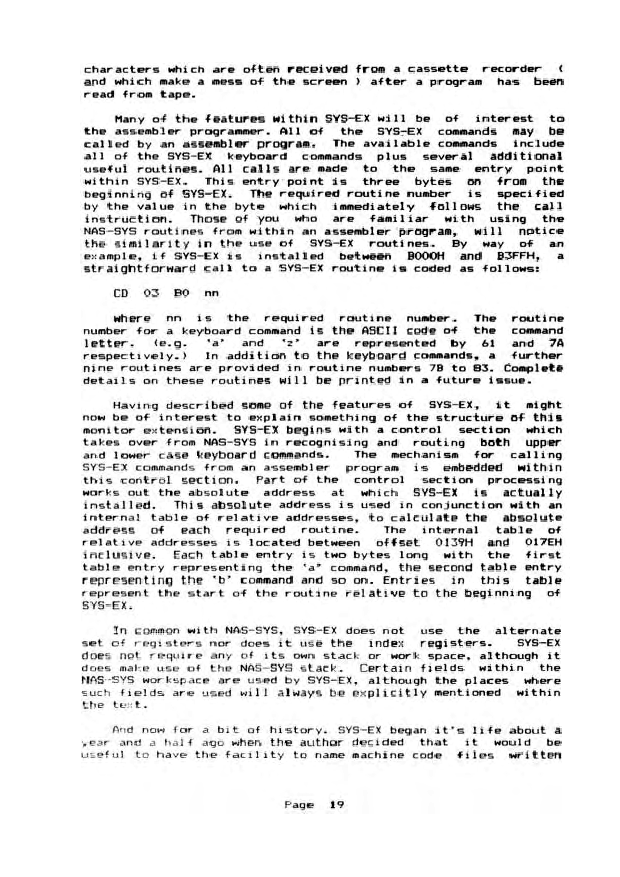 characters which are often received from a cassette recorder (
and which make a mess of the screen ) after a program has been
read from tape.
Many of the features within SYS-EX will be of interest to
the assembler programmer. All of the SYS-EX commands may be
called by an assembler program. The available commands include
all of the SYS-EX keyboard commands plus several additional
useful routines. All calls are made to the same entry point
within SYS-EX. This entry point is three bytes on from the
beginning of SYS-EX. The required routine number is specified
by the value in the byte which immediately follows the call
instruction. Those of you who are familiar with using the
NAS-SYS routines from within an assembler program, will notice
the similarity in the use of SYS-EX routines. By way of an
example, if SYS-EX is installed between B000H and B3FFH, a
straightforward call to a SYS-EX routine is coded as follows:
CD 03 B0 nn
where nn is the required routine number. The routine
number for a keyboard command is the ASCII code of the command
letter. (e.g. 'a' and 'z' are represented by 61 and 7A
respectively.) In addition to the keyboard commands, a further
nine routines are provided in routine numbers 7B to 83. Complete
details on these routines will be printed in a future issue.
Having described some of the features of SYS-EX, it might
now be of interest to explain something of the structure of this
monitor extension. SYS-EX begins with a control section which
takes over from NAS-SYS in recognising and routing both upper
and lower case keyboard commands. The mechanism for calling
SYS-EX commands from an assembler program is embedded within
this control section. Part of the control section processing
works out the absolute address at which SYS-EX is actually
installed. This absolute address is used in conjunction with an
internal table of relative addresses, to calculate the absolute
address of each required routine. The internal table of
relative addresses is located between offset 0139H and 017EH
inclusive. Each table entry is two bytes long with the first
table entry representing the 'a' command, the second table entry
representing the 'b' command and so on. Entries in this table
represent the start of the routine relative to the beginning of
SYS-EX.
In common with NAS-SYS, SYS-EX does not use the alternate
set of registers nor does it use the index registers. SYS-EX
does not require any of its own stack or work space, although it
does make use of the NAS-SYS stack. Certain fields within the
NAS-SYS workspace are used by SYS-EX, although the places where
such fields are used will always be explicitly mentioned within
the text.
And now for a bit of history. SYS-EX began it's life about a
year and a half ago when the author decided that it would be
useful to have the facility to name machine code files written
Page 19